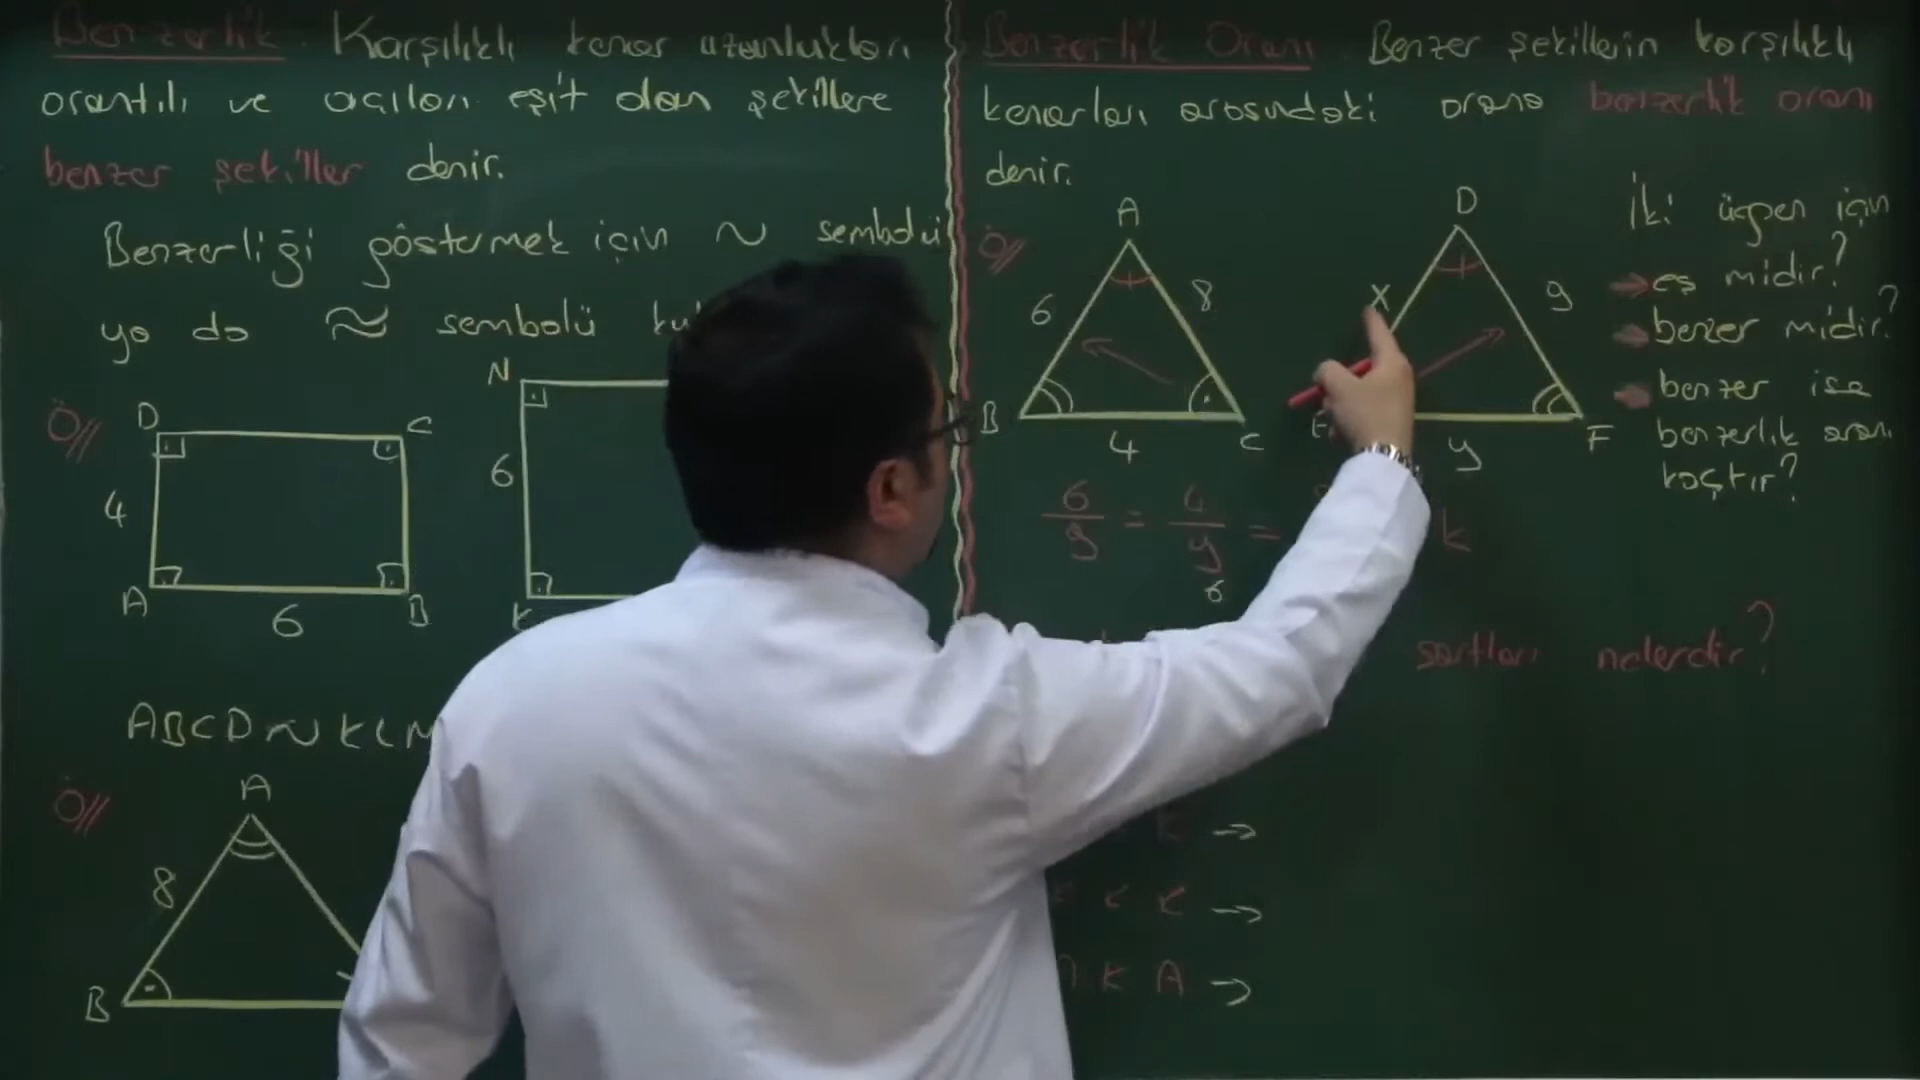 Benzerlik Karşılıklı kenar uzunlukları
orantılı ve açıları eşit olan şekillere
benzer şekiller denir.
Benzerliği göstermek için ~ sembolü
ya da ≈ sembolü
Ö//
D C
4
A B
6
N
6
K
ABCD ~ KLM
Ö//
A
8
B
Benzerlik Oranı Benzer şekillerin karşılıklı
kenarları arasındaki orana benzerlik oranı
denir.
Ö//
A
6 8
B C
4
D
x 9
F
y
İki üçgen için
→ eş midir?
→ benzer midir?
→ benzer ise
benzerlik oranı
kaçtır?
6/9 = 4/y = k
6
şartları nelerdir?
K →
K K →
K A →